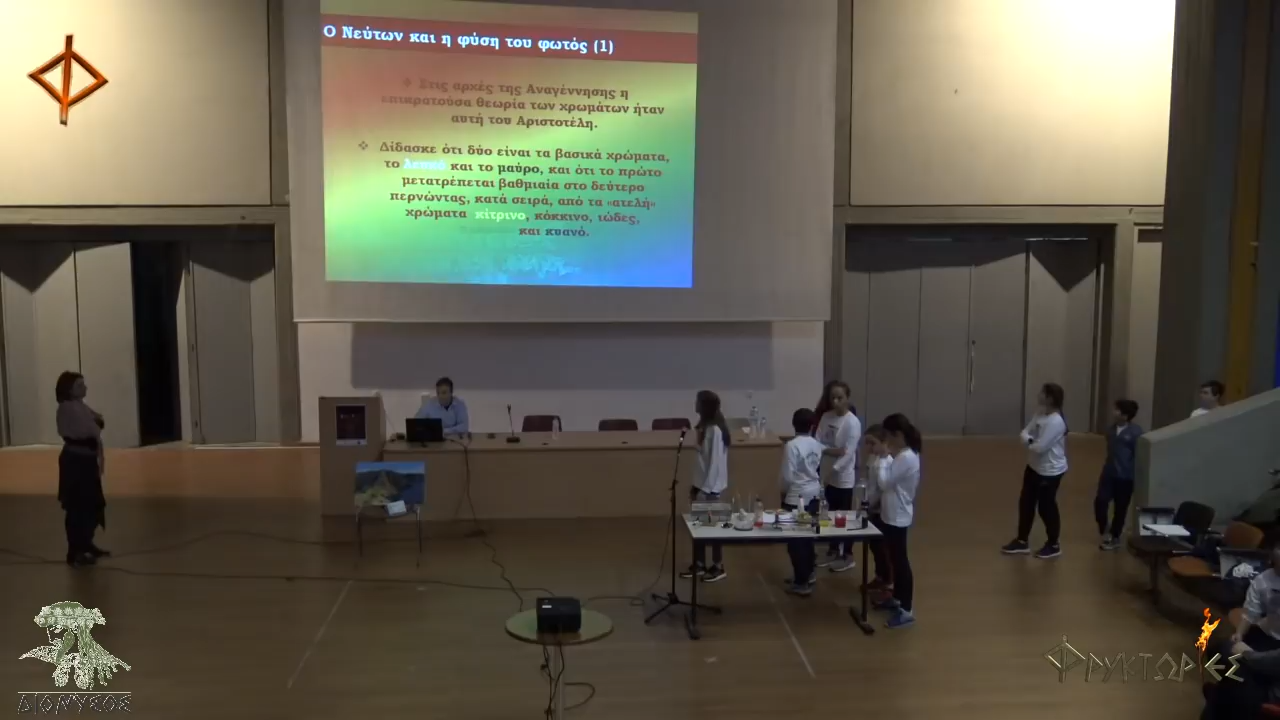 Ο Νεύτων και η φύση του φωτός (1)
❖ Στις αρχές της Αναγέννησης η
επικρατούσα θεωρία των χρωμάτων ήταν
αυτή του Αριστοτέλη.
❖ Δίδασκε ότι δύο είναι τα βασικά χρώματα,
το λευκό και το μαύρο, και ότι το πρώτο
μετατρέπεται βαθμιαία στο δεύτερο
περνώντας, κατά σειρά, από τα «ατελή»
χρώματα κίτρινο, κόκκινο, ιώδες,
και κυανό.
ΔΙΟΝΥΣΟΣ
ΦΡΥΚΤΩΡΙΕΣ